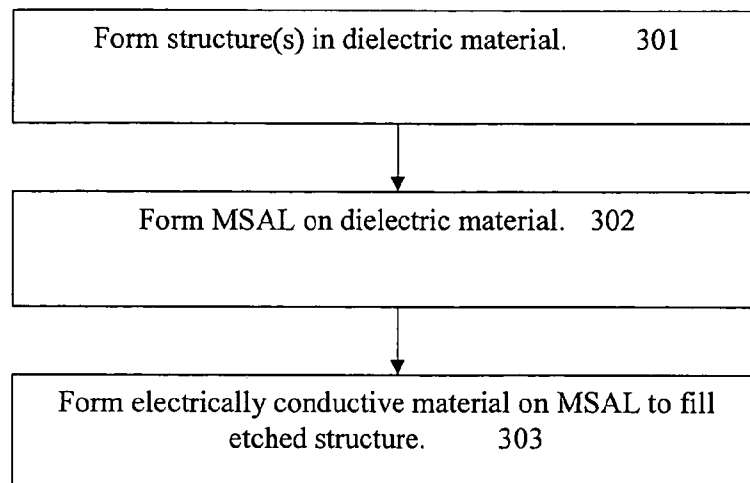 Form structure(s) in dielectric material. 301
Form MSAL on dielectric material. 302
Form electrically conductive material on MSAL to fill
etched structure. 303